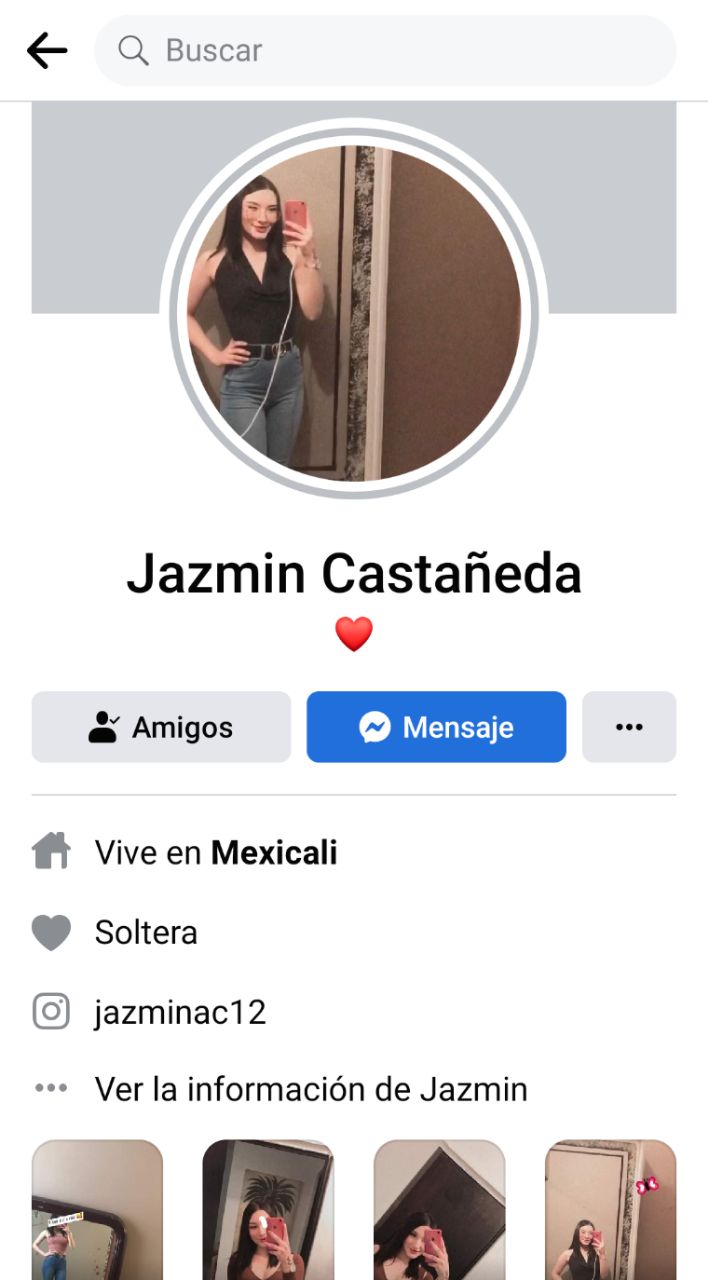 Buscar
Jazmin Castañeda
Amigos
Mensaje
Vive en Mexicali
Soltera
jazminac12
Ver la información de Jazmin